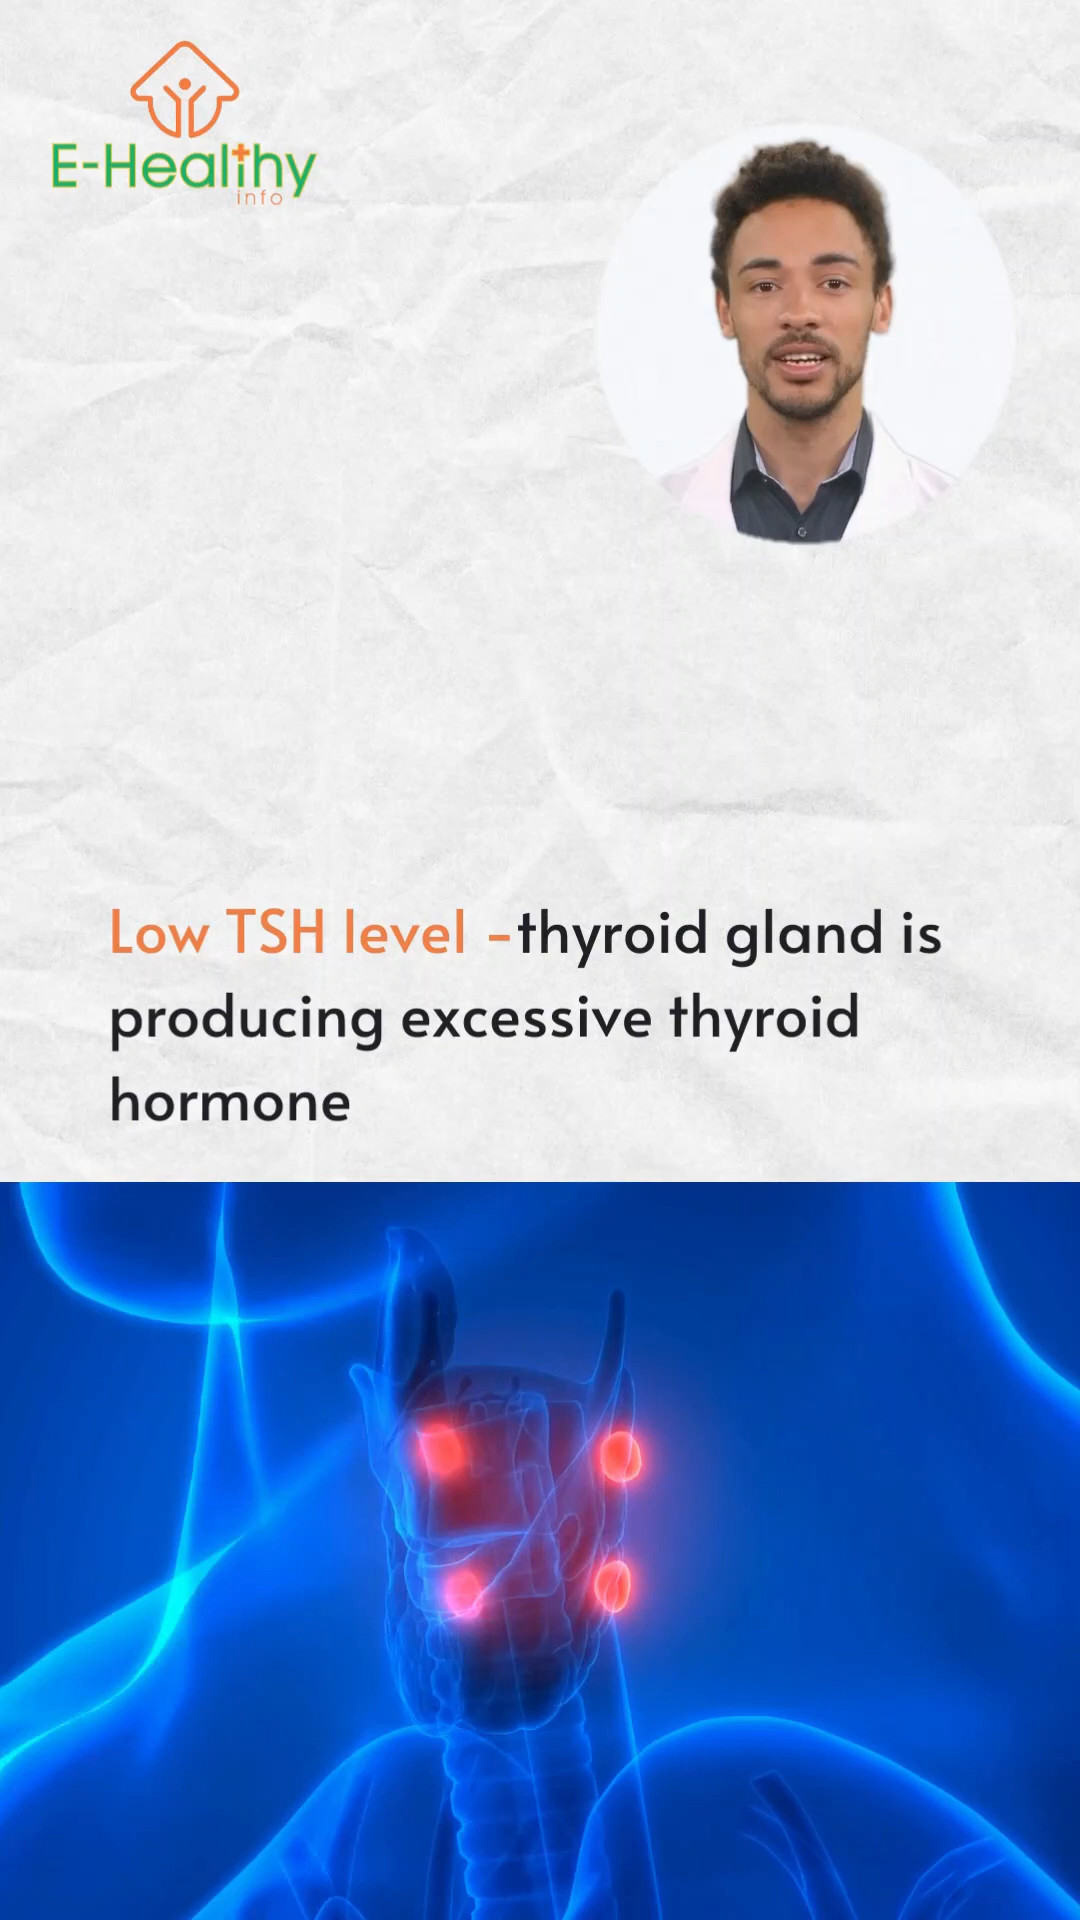 E-Healthy
info
Low TSH level -thyroid gland is
producing excessive thyroid
hormone